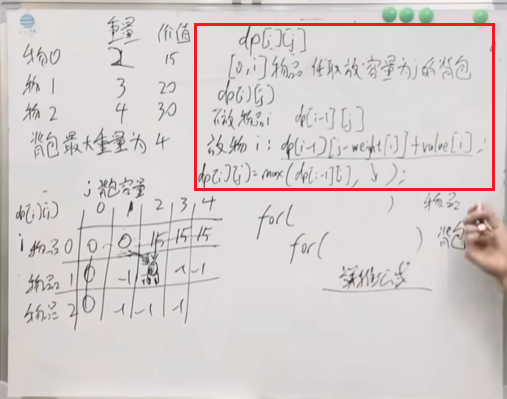 重量 价值
物品0 2 15
物1 3 20
物2 4 30
背包最大重量为4
dp[i][j]
[0,i]物品任取放容量为j的背包
dp[i][j]
不放物品i dp[i-1][j]
放物品i: dp[i-1][j-weight[i]]+value[i];
dp[i][j]=max(dp[i-1][j], ↓);
for( ) 物品
for( ) 背包
递推公式
j背包容量
dp[i][j] 0 1 2 3 4
i 物品0 0 0 15 15 15
物品1 0 -1 -1 -1
物品2 0 -1 -1 -1